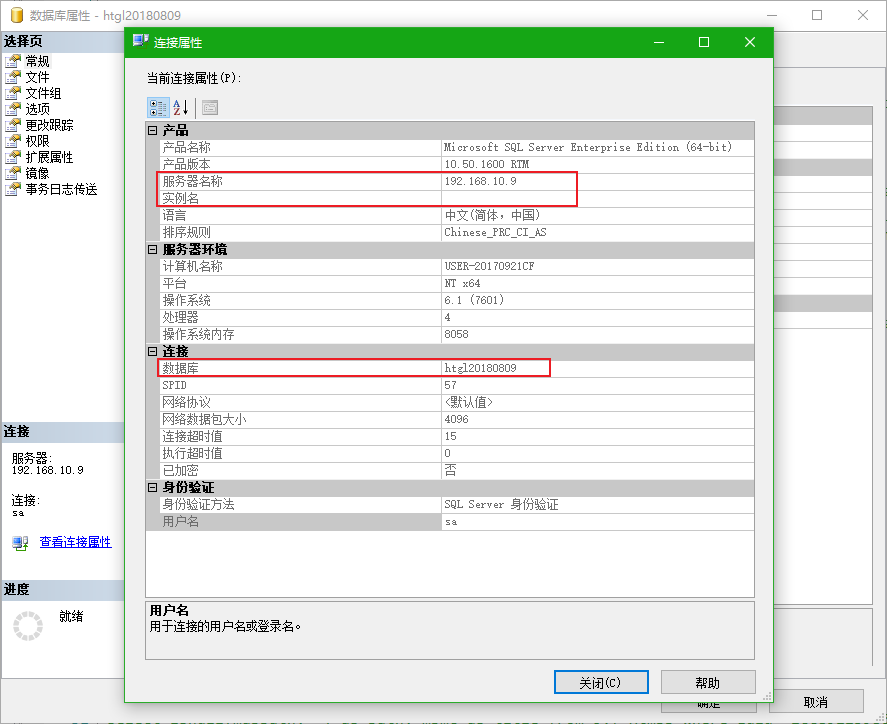 数据库属性 - htgl20180809
选择页
常规
文件
文件组
选项
更改跟踪
权限
扩展属性
镜像
事务日志传送
连接
服务器:
192.168.10.9
连接:
sa
查看连接属性
进度
就绪
连接属性
当前连接属性(P):
产品
产品名称 Microsoft SQL Server Enterprise Edition (64-bit)
产品版本 10.50.1600 RTM
服务器名称 192.168.10.9
实例名
语言 中文(简体，中国)
排序规则 Chinese_PRC_CI_AS
服务器环境
计算机名称 USER-20170921CF
平台 NT x64
操作系统 6.1 (7601)
处理器 4
操作系统内存 8058
连接
数据库 htgl20180809
SPID 57
网络协议 <默认值>
网络数据包大小 4096
连接超时值 15
执行超时值 0
已加密 否
身份验证
身份验证方法 SQL Server 身份验证
用户名 sa
用户名
用于连接的用户名或登录名。
关闭(C) 帮助
确定 取消